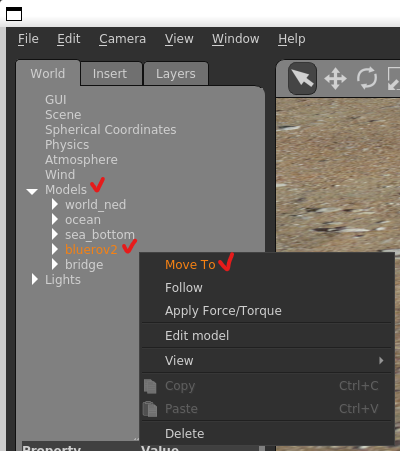 File Edit Camera View Window Help
World Insert Layers
GUI
Scene
Spherical Coordinates
Physics
Atmosphere
Wind
Models
world_ned
ocean
sea_bottom
bluerov2
bridge
Lights
Move To
Follow
Apply Force/Torque
Edit model
View
Copy Ctrl+C
Paste Ctrl+V
Delete
Property Value